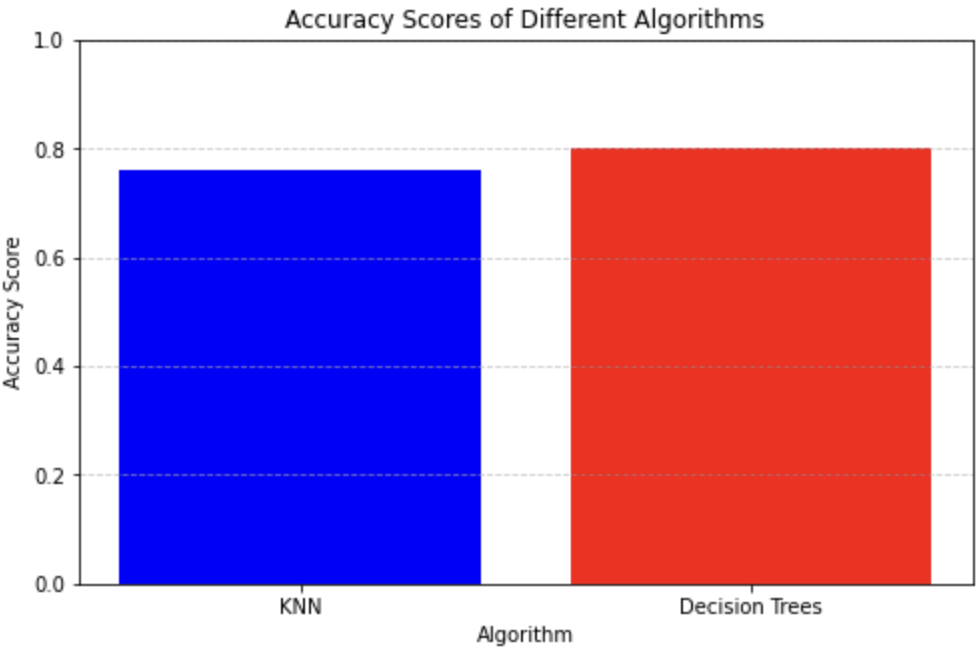 Accuracy Scores of Different Algorithms
1.0
0.8
0.6
0.4
0.2
0.0
Accuracy Score
KNN Decision Trees
Algorithm